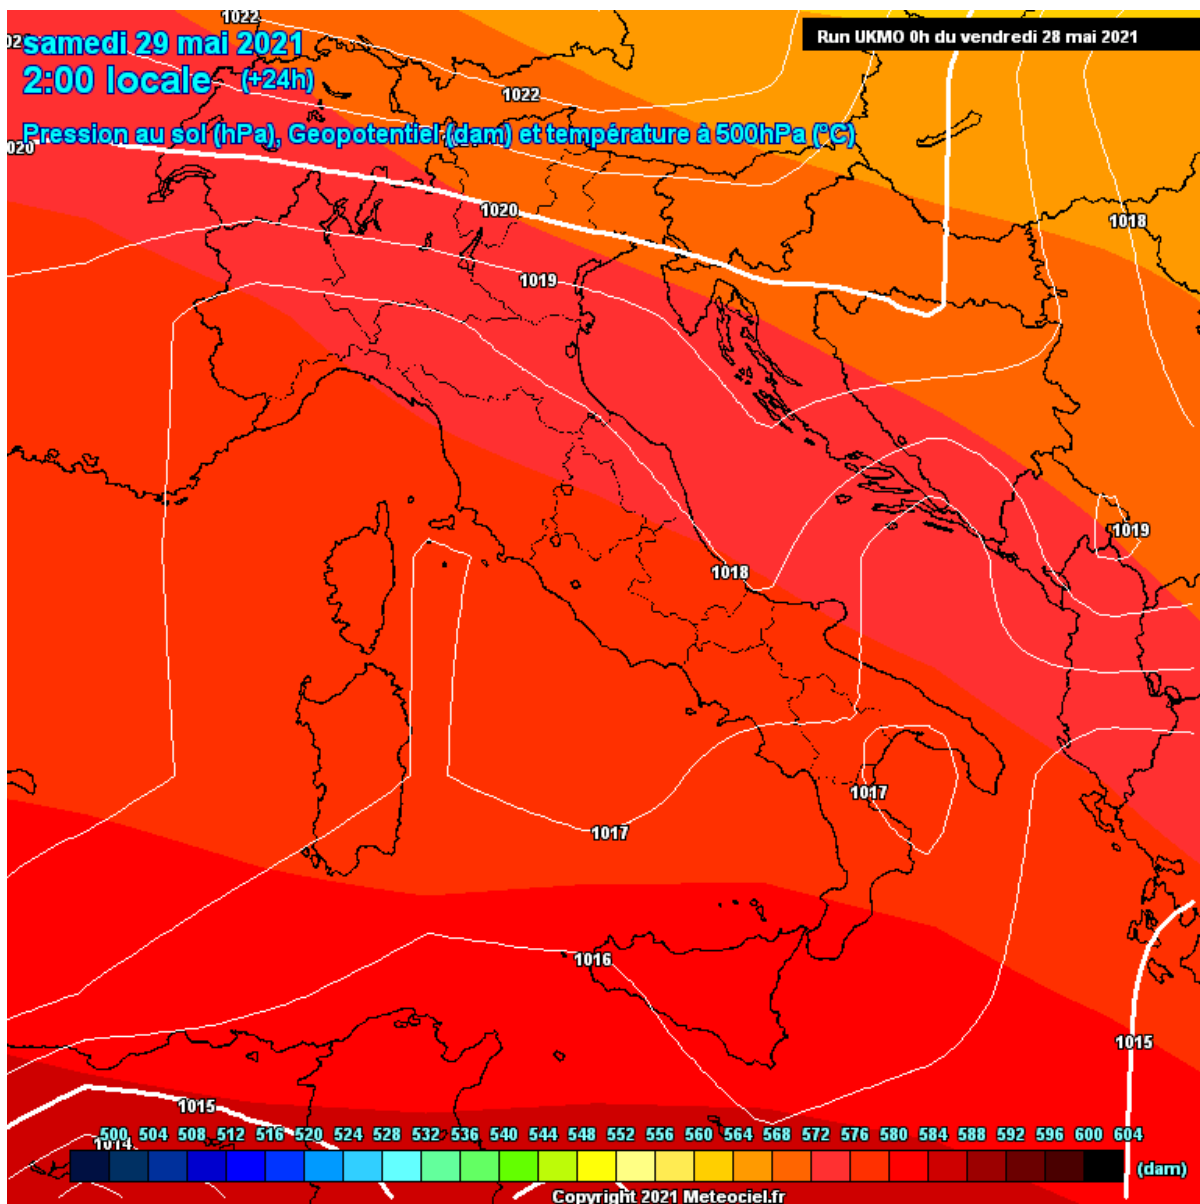 1022
samedi 29 mai 2021
Run UKMO 0h du vendredi 28 mai 2021
2:00 locale (+24h)
1022
Pression au sol (hPa), Geopotentiel (dam) et température à 500hPa (°C)
020
1020
1018
1019
1019
1018
1017
1017
1016
1015
1015
1014
500 504 508 512 516 520 524 528 532 536 540 544 548 552 556 560 564 568 572 576 580 584 588 592 596 600 604
(dam)
Copyright 2021 Meteociel.fr